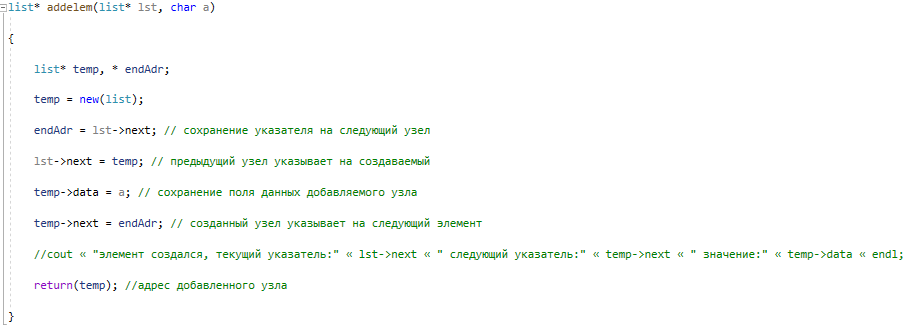 list* addelem(list* lst, char a)
{
list* temp, * endAdr;
temp = new(list);
endAdr = lst->next; // сохранение указателя на следующий узел
lst->next = temp; // предыдущий узел указывает на создаваемый
temp->data = a; // сохранение поля данных добавляемого узла
temp->next = endAdr; // созданный узел указывает на следующий элемент
//cout « "элемент создался, текущий указатель:" « lst->next « " следующий указатель:" « temp->next « " значение:" « temp->data « endl;
return(temp); //адрес добавленного узла
}